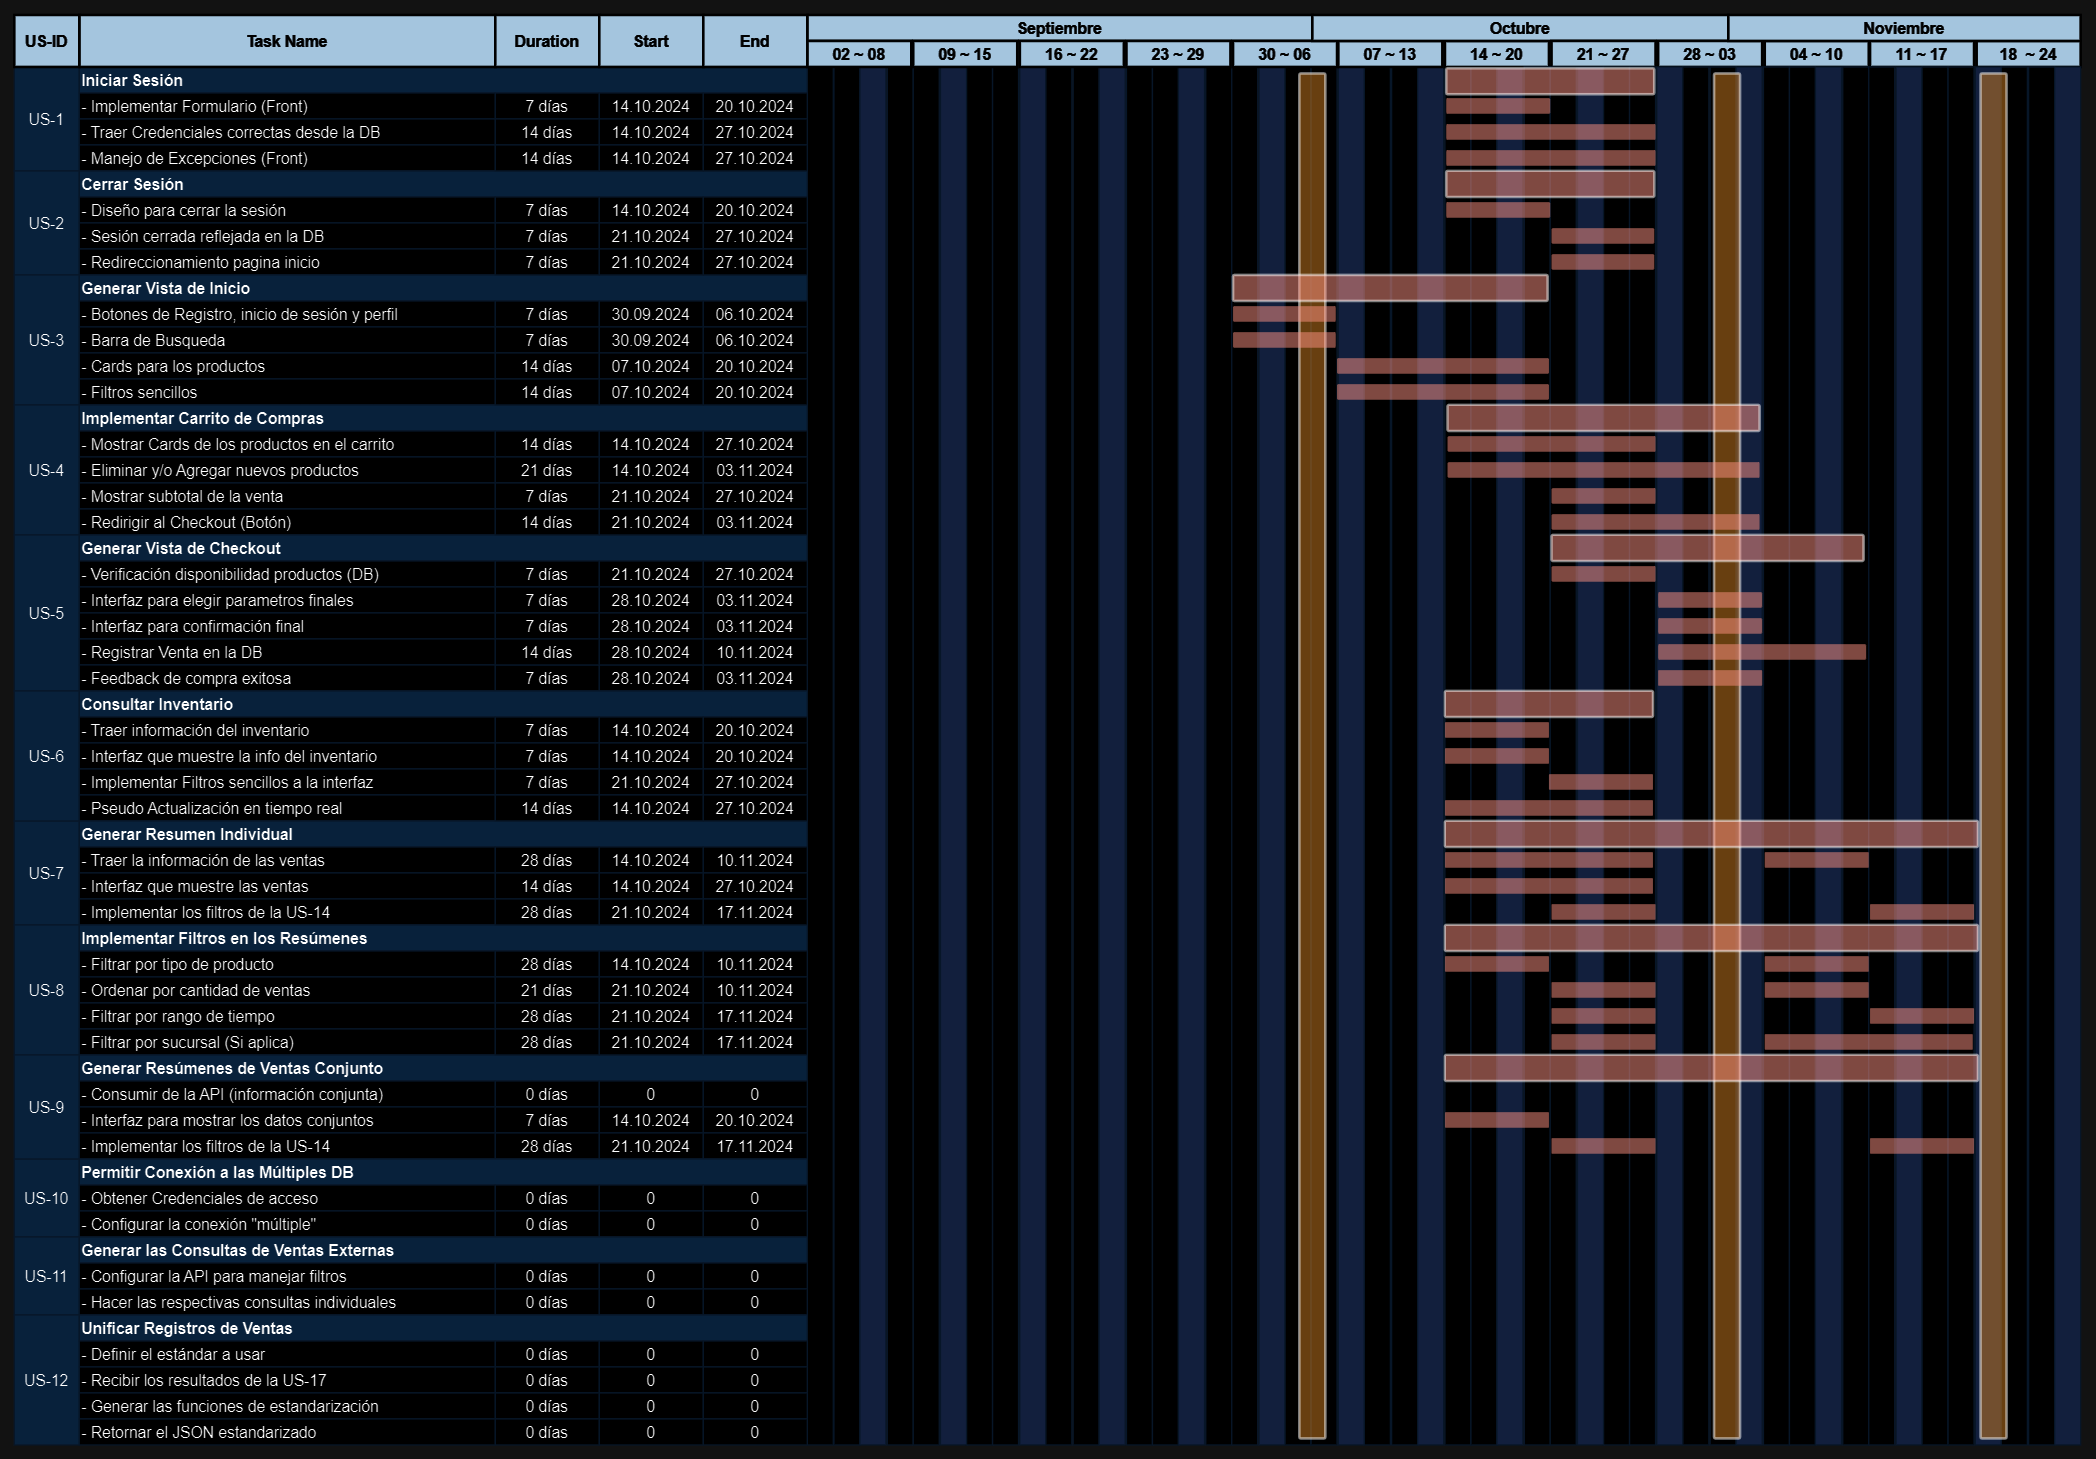 US-ID Task Name Duration Start End Septiembre Octubre Noviembre
02 ~ 08 09 ~ 15 16 ~ 22 23 ~ 29 30 ~ 06 07 ~ 13 14 ~ 20 21 ~ 27 28 ~ 03 04 ~ 10 11 ~ 17 18 ~ 24
US-1
Iniciar Sesión
- Implementar Formulario (Front) 7 días 14.10.2024 20.10.2024
- Traer Credenciales correctas desde la DB 14 días 14.10.2024 27.10.2024
- Manejo de Excepciones (Front) 14 días 14.10.2024 27.10.2024
US-2
Cerrar Sesión
- Diseño para cerrar la sesión 7 días 14.10.2024 20.10.2024
- Sesión cerrada reflejada en la DB 7 días 21.10.2024 27.10.2024
- Redireccionamiento pagina inicio 7 días 21.10.2024 27.10.2024
US-3
Generar Vista de Inicio
- Botones de Registro, inicio de sesión y perfil 7 días 30.09.2024 06.10.2024
- Barra de Busqueda 7 días 30.09.2024 06.10.2024
- Cards para los productos 14 días 07.10.2024 20.10.2024
- Filtros sencillos 14 días 07.10.2024 20.10.2024
US-4
Implementar Carrito de Compras
- Mostrar Cards de los productos en el carrito 14 días 14.10.2024 27.10.2024
- Eliminar y/o Agregar nuevos productos 21 días 14.10.2024 03.11.2024
- Mostrar subtotal de la venta 7 días 21.10.2024 27.10.2024
- Redirigir al Checkout (Botón) 14 días 21.10.2024 03.11.2024
US-5
Generar Vista de Checkout
- Verificación disponibilidad productos (DB) 7 días 21.10.2024 27.10.2024
- Interfaz para elegir parametros finales 7 días 28.10.2024 03.11.2024
- Interfaz para confirmación final 7 días 28.10.2024 03.11.2024
- Registrar Venta en la DB 14 días 28.10.2024 10.11.2024
- Feedback de compra exitosa 7 días 28.10.2024 03.11.2024
US-6
Consultar Inventario
- Traer información del inventario 7 días 14.10.2024 20.10.2024
- Interfaz que muestre la info del inventario 7 días 14.10.2024 20.10.2024
- Implementar Filtros sencillos a la interfaz 7 días 21.10.2024 27.10.2024
- Pseudo Actualización en tiempo real 14 días 14.10.2024 27.10.2024
US-7
Generar Resumen Individual
- Traer la información de las ventas 28 días 14.10.2024 10.11.2024
- Interfaz que muestre las ventas 14 días 14.10.2024 27.10.2024
- Implementar los filtros de la US-14 28 días 21.10.2024 17.11.2024
US-8
Implementar Filtros en los Resúmenes
- Filtrar por tipo de producto 28 días 14.10.2024 10.11.2024
- Ordenar por cantidad de ventas 21 días 21.10.2024 10.11.2024
- Filtrar por rango de tiempo 28 días 21.10.2024 17.11.2024
- Filtrar por sucursal (Si aplica) 28 días 21.10.2024 17.11.2024
US-9
Generar Resúmenes de Ventas Conjunto
- Consumir de la API (información conjunta) 0 días 0 0
- Interfaz para mostrar los datos conjuntos 7 días 14.10.2024 20.10.2024
- Implementar los filtros de la US-14 28 días 21.10.2024 17.11.2024
US-10
Permitir Conexión a las Múltiples DB
- Obtener Credenciales de acceso 0 días 0 0
- Configurar la conexión "múltiple" 0 días 0 0
US-11
Generar las Consultas de Ventas Externas
- Configurar la API para manejar filtros 0 días 0 0
- Hacer las respectivas consultas individuales 0 días 0 0
US-12
Unificar Registros de Ventas
- Definir el estándar a usar 0 días 0 0
- Recibir los resultados de la US-17 0 días 0 0
- Generar las funciones de estandarización 0 días 0 0
- Retornar el JSON estandarizado 0 días 0 0